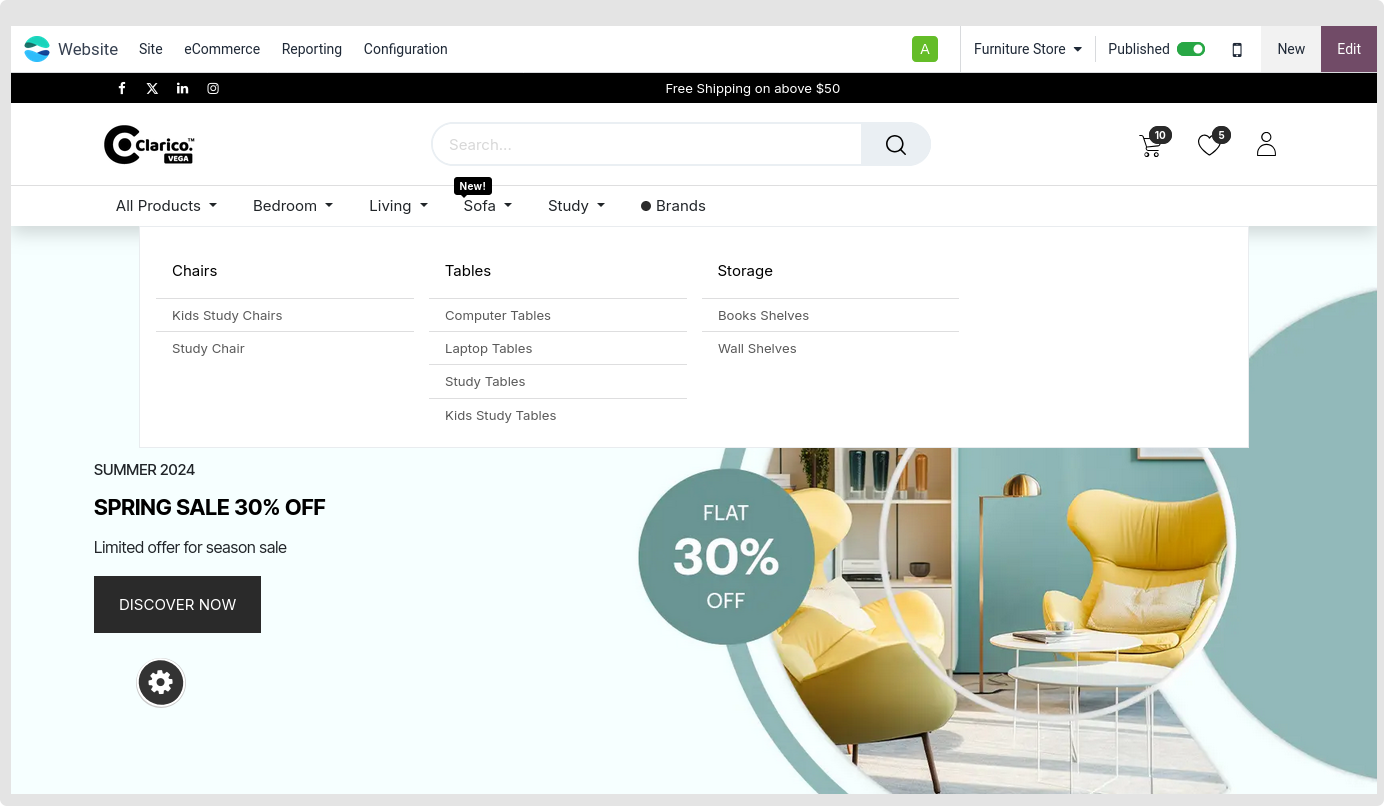 Website Site eCommerce Reporting Configuration A Furniture Store Published New Edit
Free Shipping on above $50
Clarico.™ VEGA
Search...
10
5
New!
All Products Bedroom Living Sofa Study Brands
Chairs
Kids Study Chairs
Study Chair
Tables
Computer Tables
Laptop Tables
Study Tables
Kids Study Tables
Storage
Books Shelves
Wall Shelves
SUMMER 2024
SPRING SALE 30% OFF
Limited offer for season sale
DISCOVER NOW
FLAT
30%
OFF